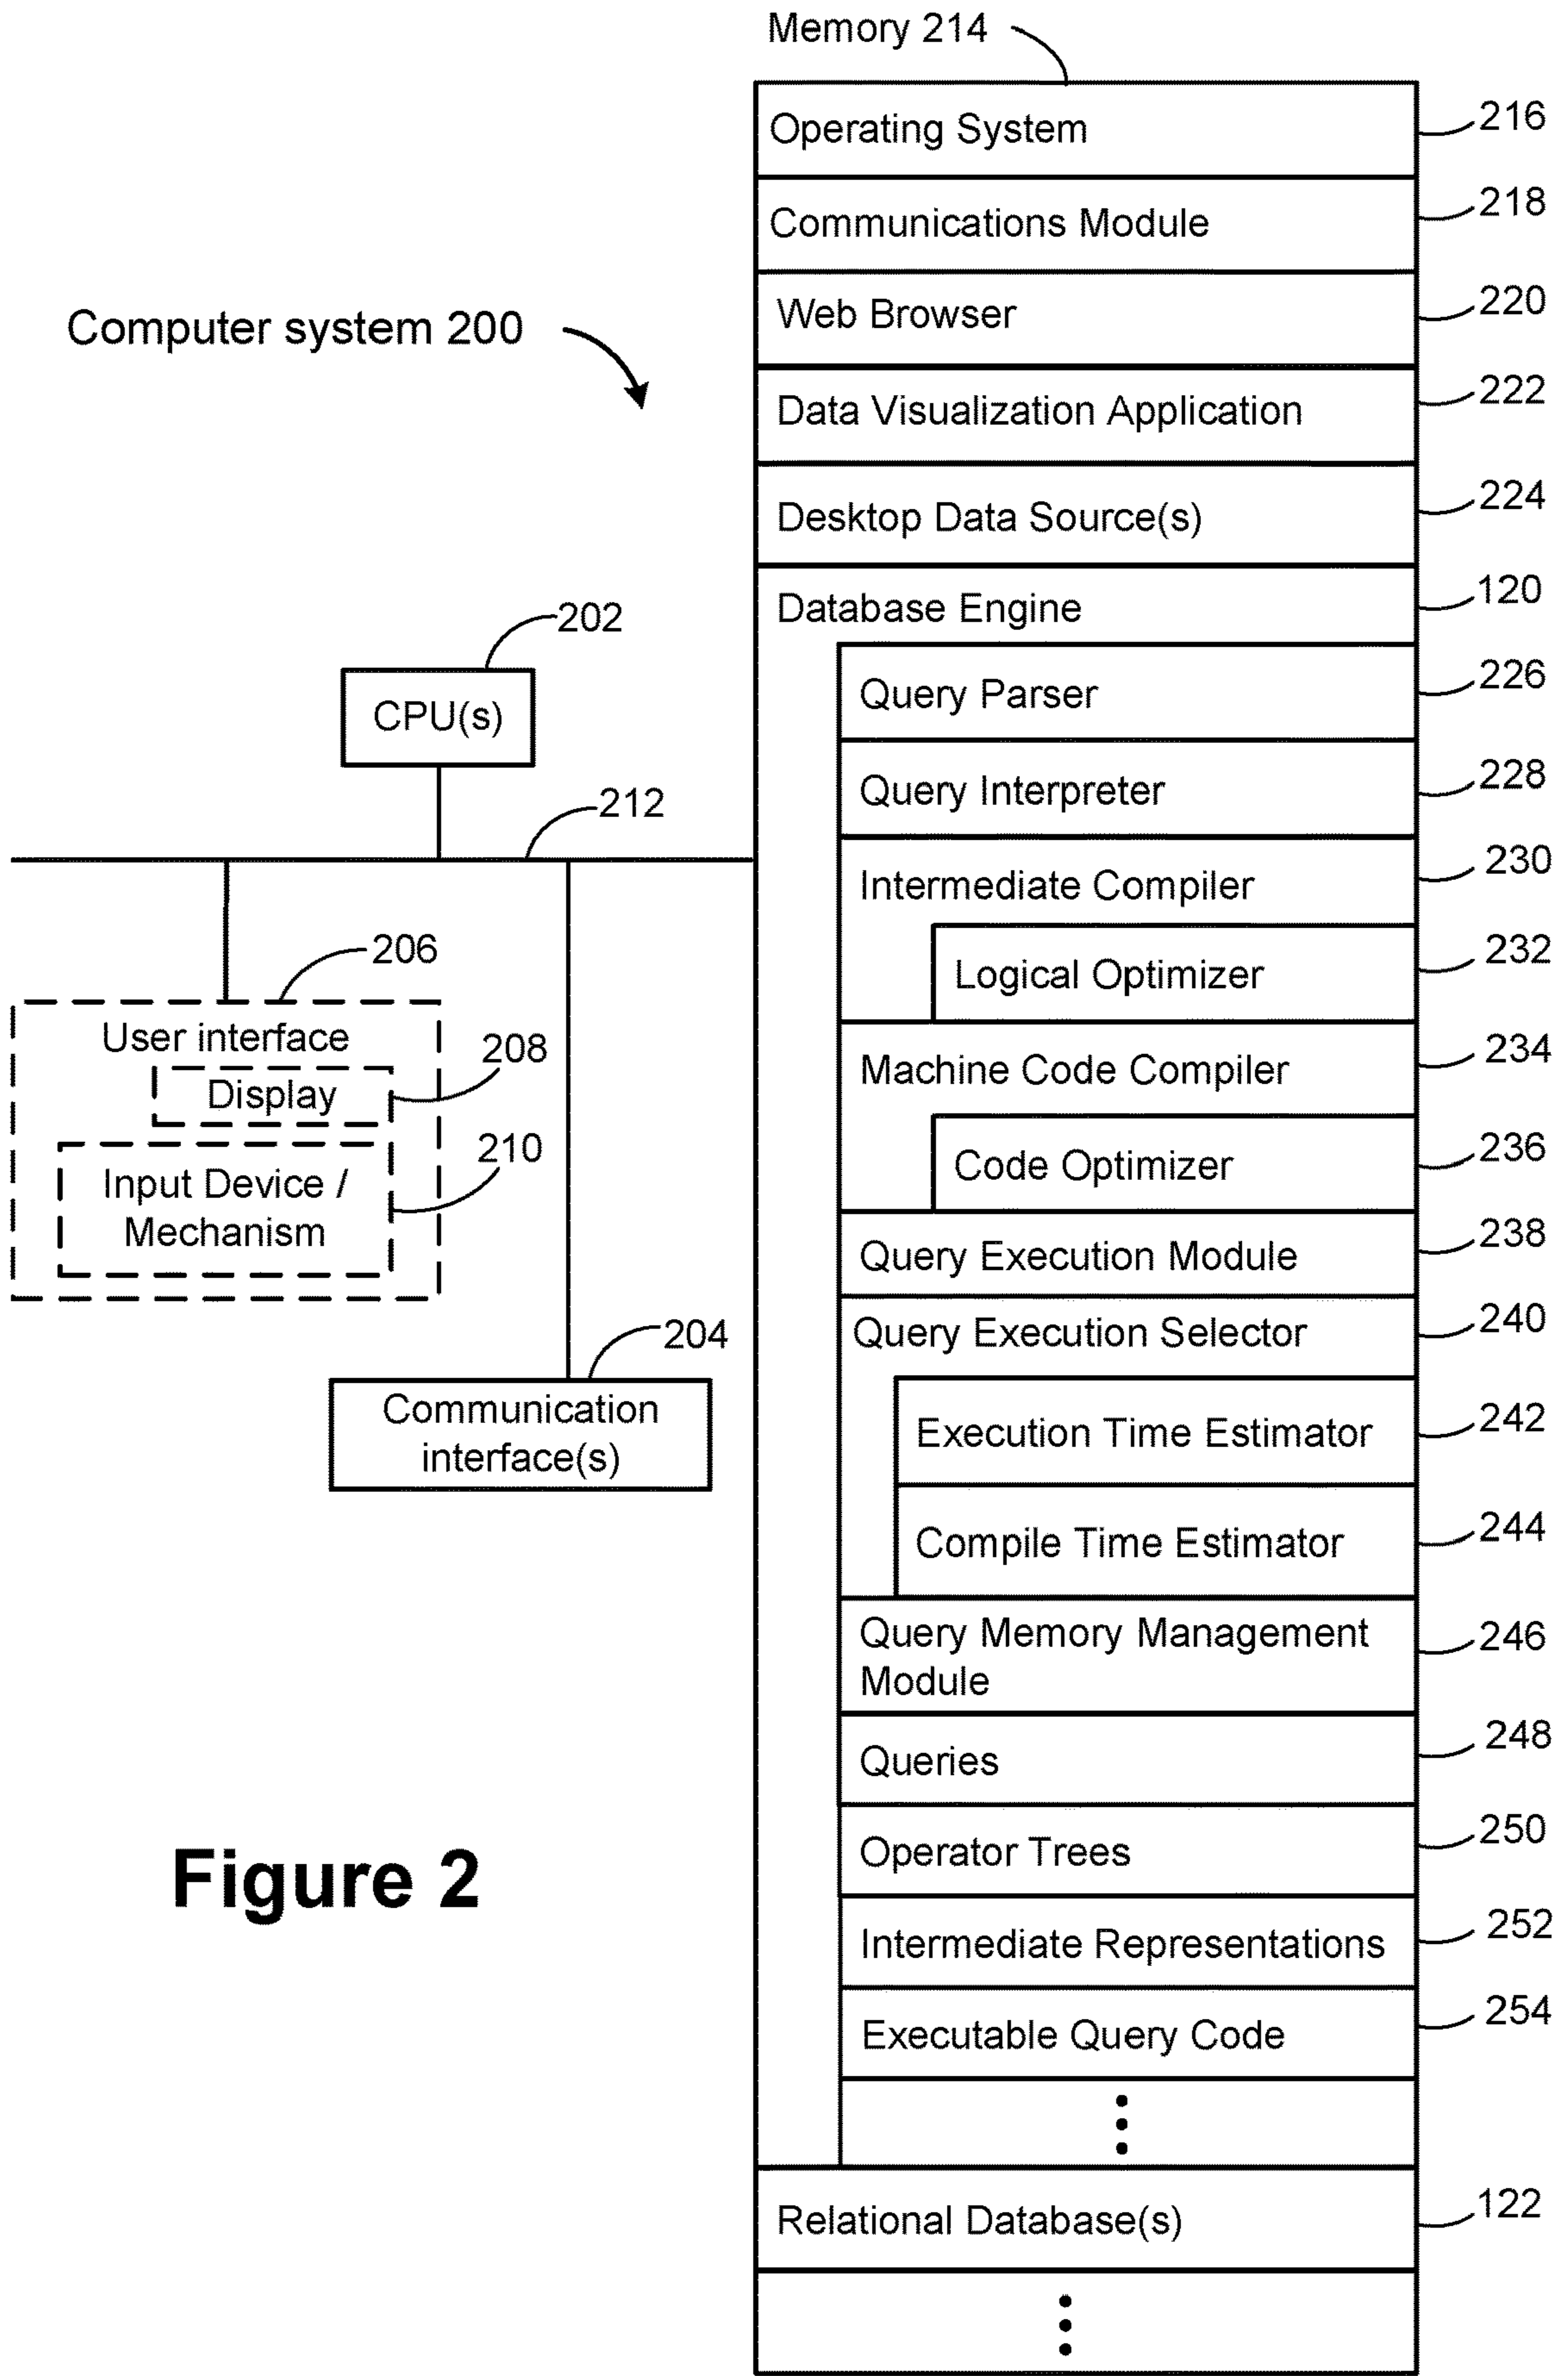 Memory 214
Operating System 216
Communications Module 218
Web Browser 220
Computer system 200
Data Visualization Application 222
Desktop Data Source(s) 224
Database Engine 120
Query Parser 226
Query Interpreter 228
Intermediate Compiler 230
Logical Optimizer 232
Machine Code Compiler 234
Code Optimizer 236
Query Execution Module 238
Query Execution Selector 240
Execution Time Estimator 242
Compile Time Estimator 244
Query Memory Management 246
Module
Queries 248
Operator Trees 250
Intermediate Representations 252
Executable Query Code 254
Relational Database(s) 122
202
CPU(s)
212
206
User interface
208
Display
210
Input Device /
Mechanism
204
Communication
interface(s)
Figure 2